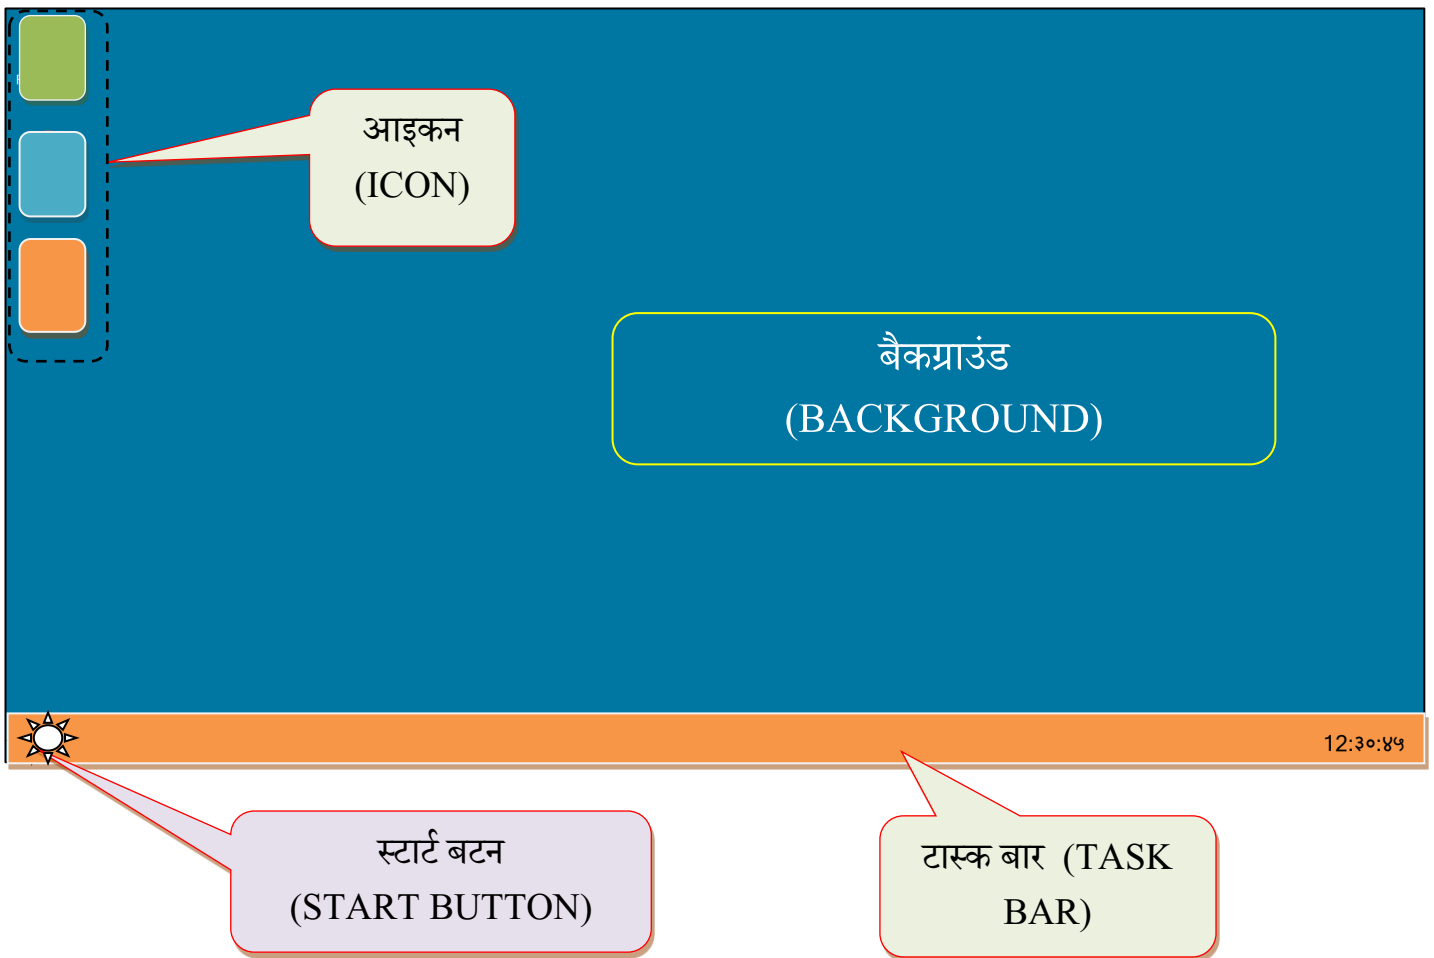 आइकन
(ICON)
बैकग्राउंड
(BACKGROUND)
12:३०:४५
स्टार्ट बटन
(START BUTTON)
टास्क बार (TASK
BAR)